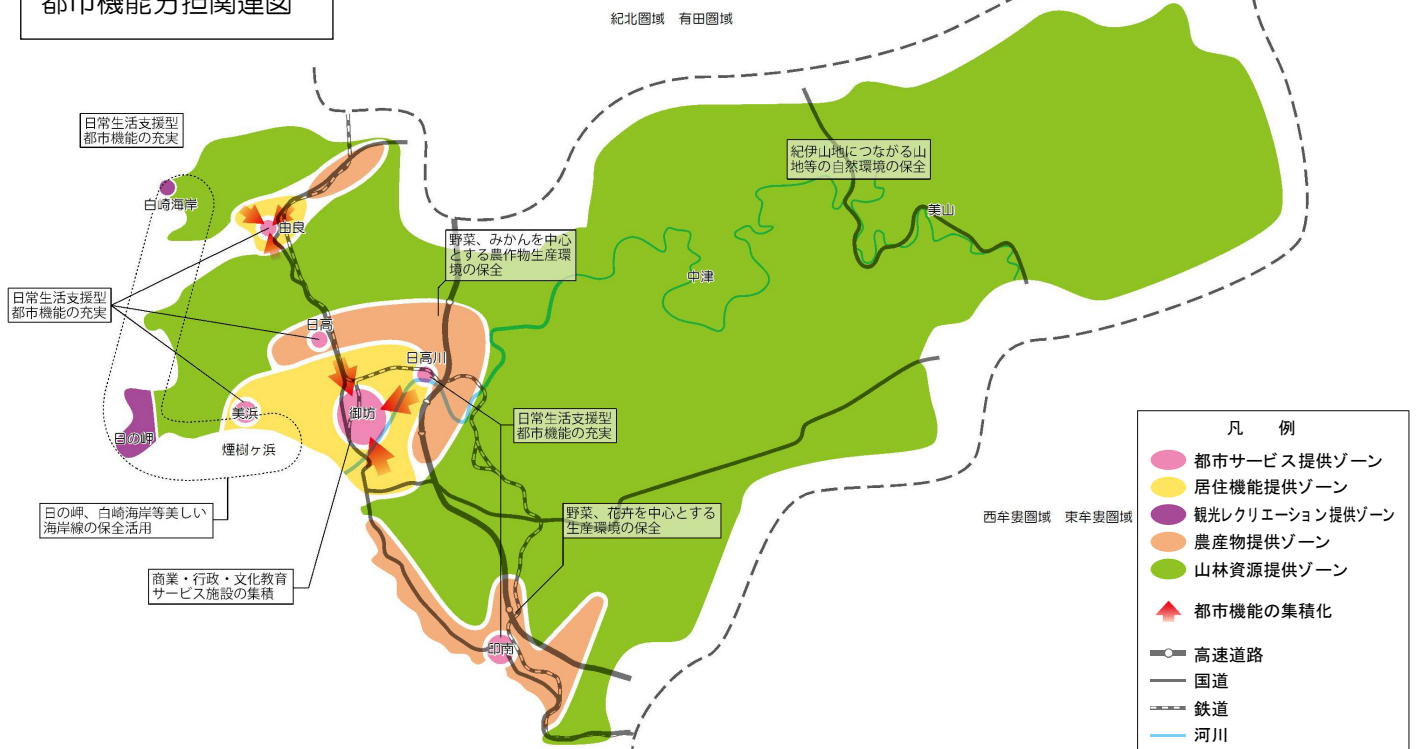 都市機能分担関連図
紀北圏域 有田圏域
日常生活支援型
都市機能の充実
白崎海岸
由良
紀伊山地につながる山
地等の自然環境の保全
美山
野菜、みかんを中心
とする農作物生産環
境の保全
中津
日常生活支援型
都市機能の充実
日高
日高川
美浜
御坊
日の岬
煙樹ヶ浜
日常生活支援型
都市機能の充実
日の岬、白崎海岸等美しい
海岸線の保全活用
野菜、花卉を中心とする
生産環境の保全
西牟婁圏域 東牟婁圏域
商業・行政・文化教育
サービス施設の集積
印南
凡 例
都市サービス提供ゾーン
居住機能提供ゾーン
観光レクリエーション提供ゾーン
農産物提供ゾーン
山林資源提供ゾーン
都市機能の集積化
高速道路
国道
鉄道
河川